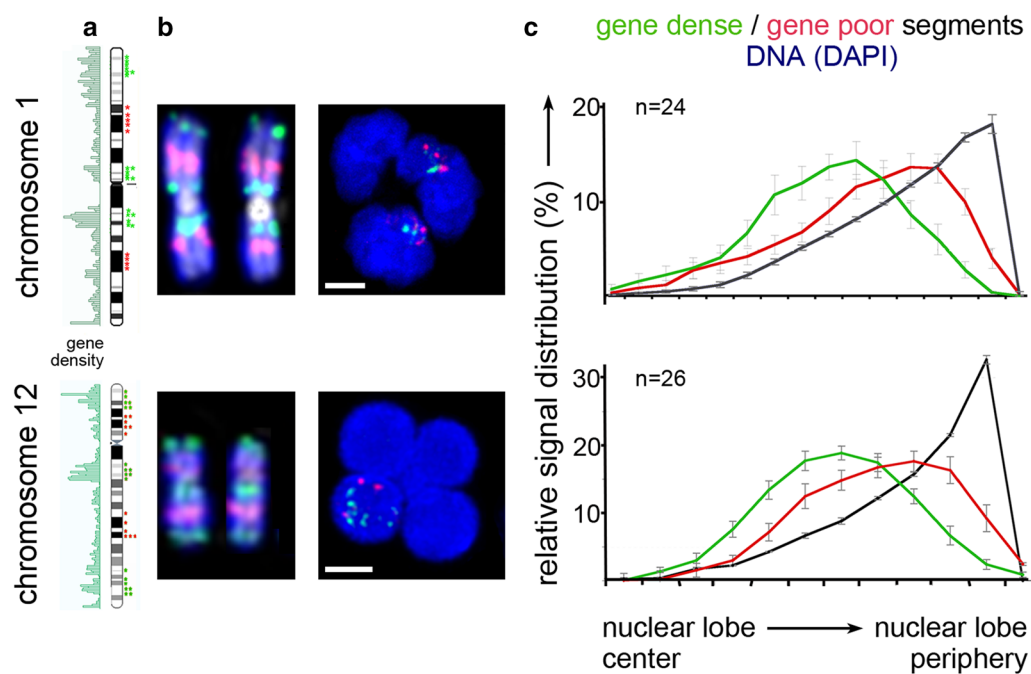 a
b
c
gene dense / gene poor segments
DNA (DAPI)
chromosome 1
gene
density
chromosome 12
relative signal distribution (%)
20
n=24
10
30
n=26
20
10
nuclear lobe
center
nuclear lobe
periphery